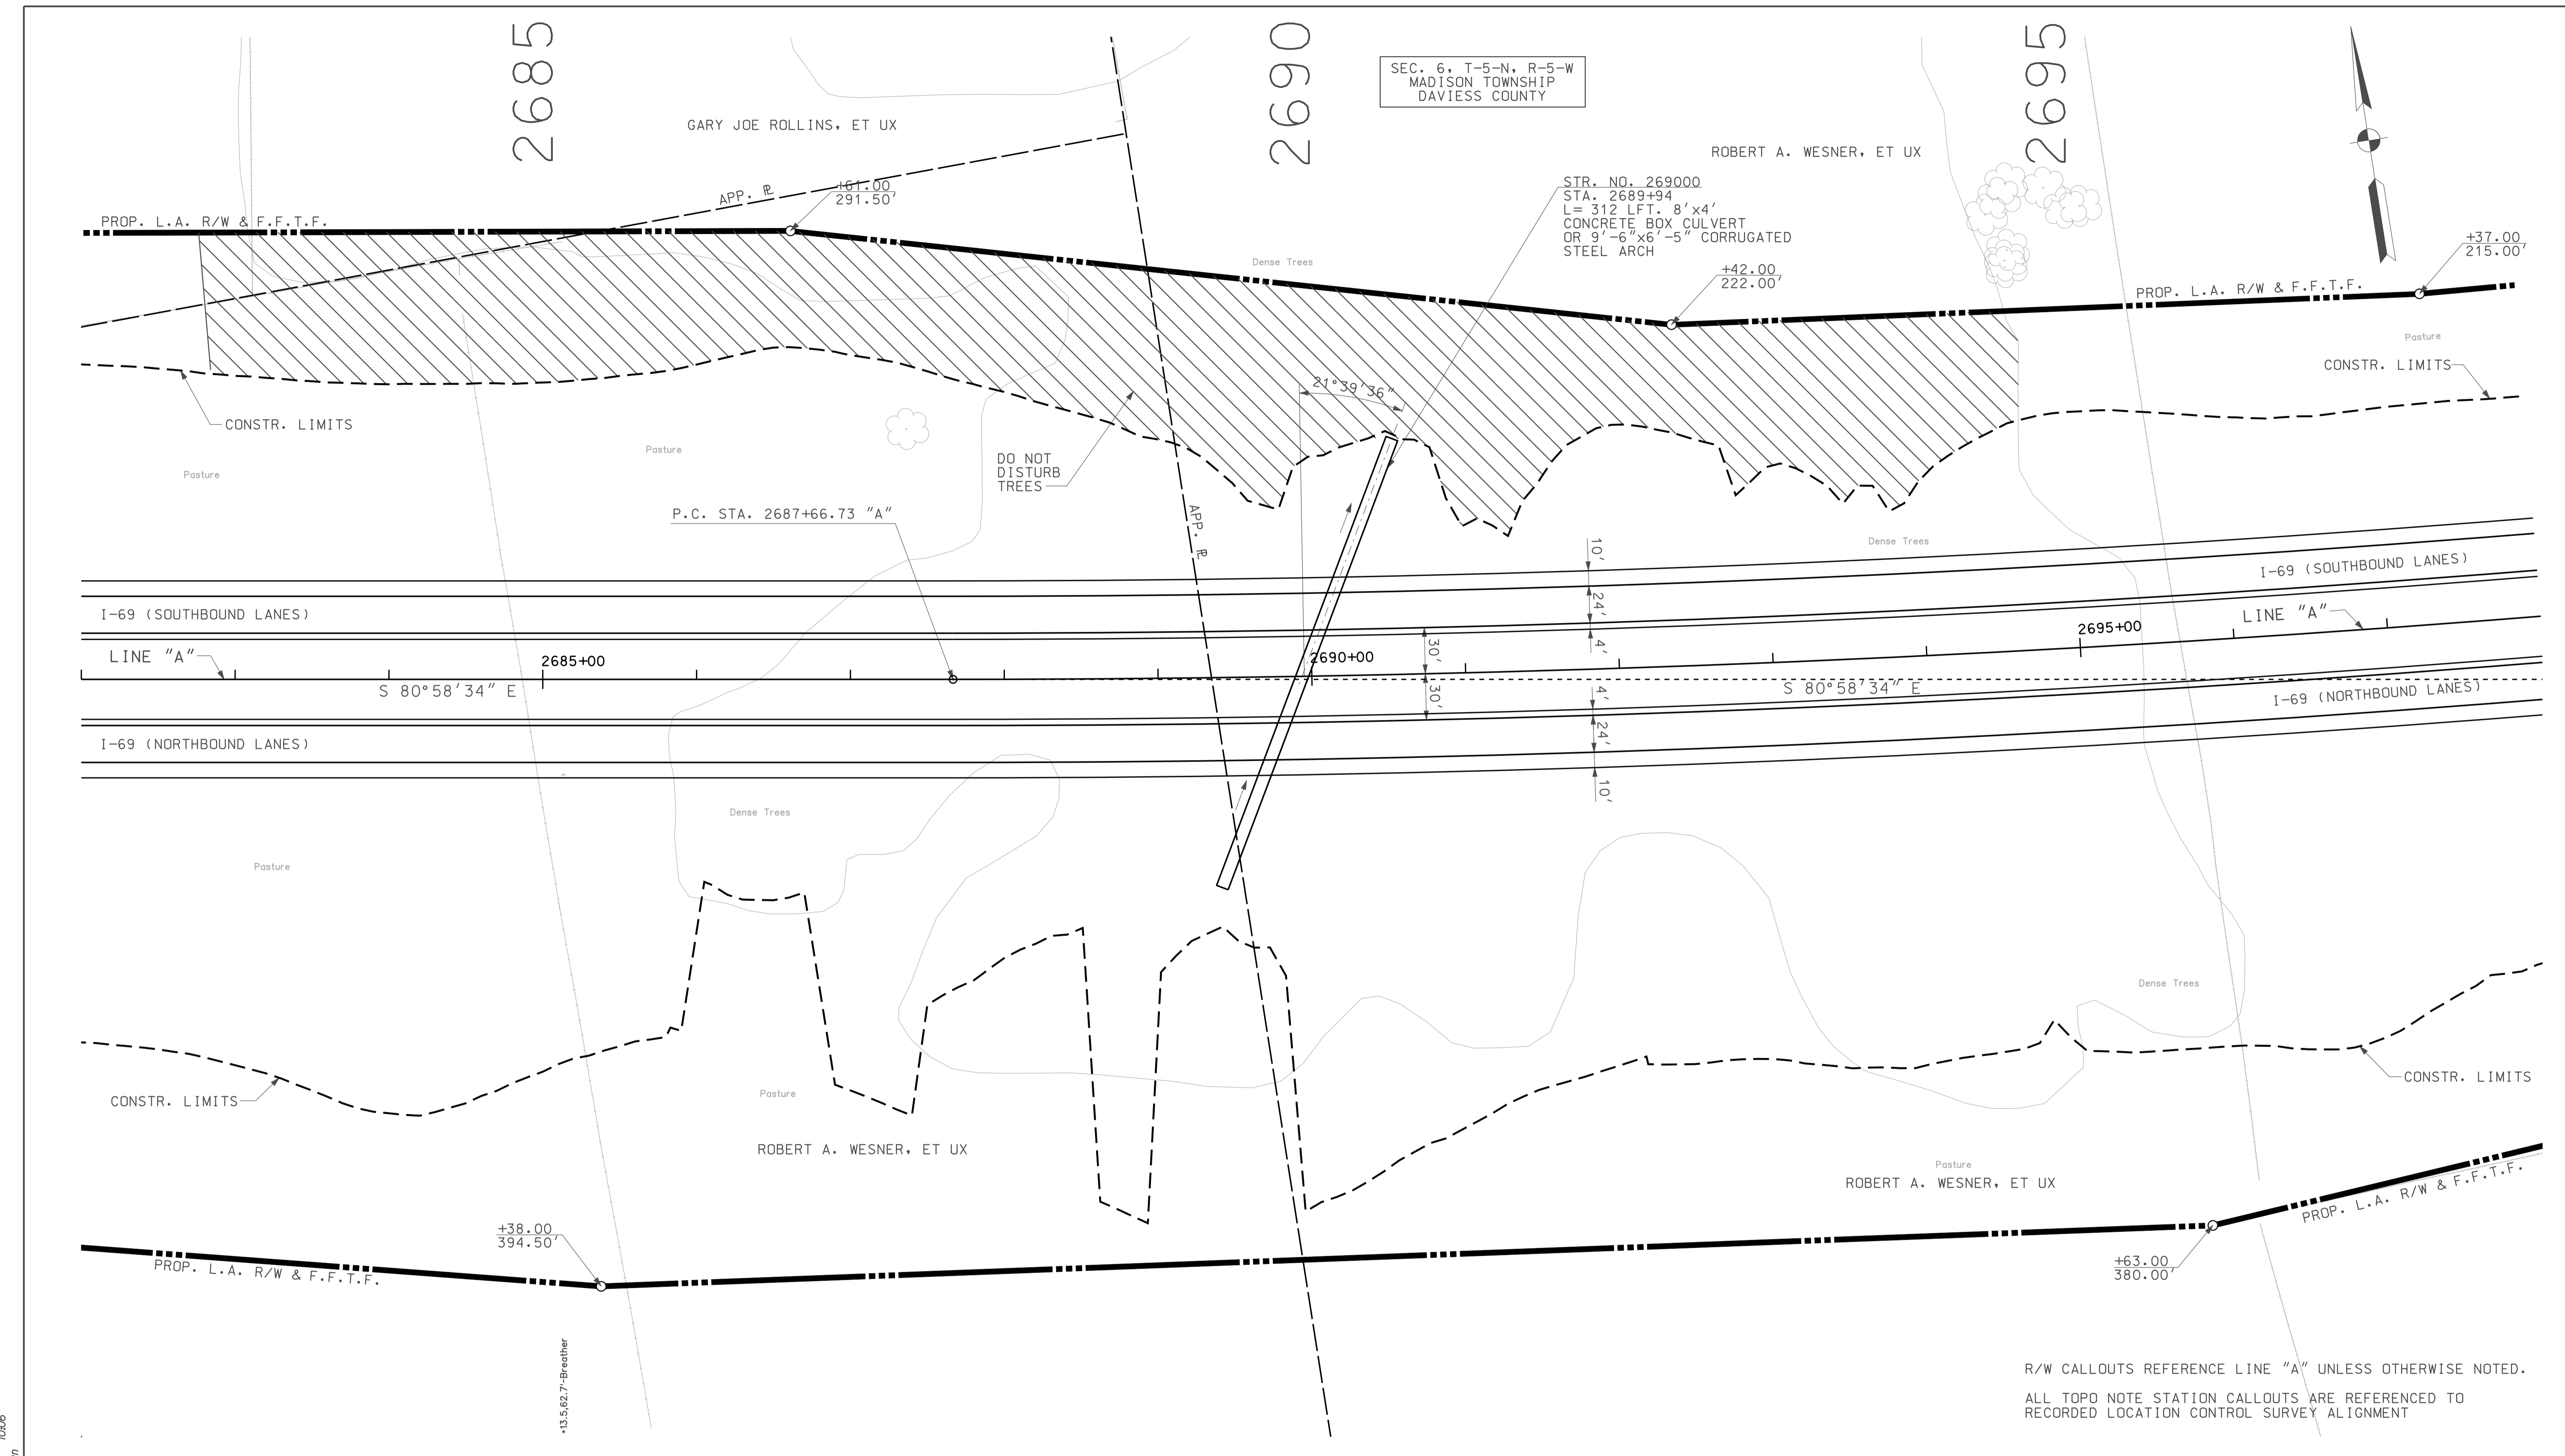 2685
2690
2695
SEC. 6, T-5-N, R-5-W
MADISON TOWNSHIP
DAVIESS COUNTY
GARY JOE ROLLINS, ET UX
ROBERT A. WESNER, ET UX
APP. ℙL
+61.00
291.50'
STR. NO. 269000
STA. 2689+94
L= 312 LFT. 8'x4'
CONCRETE BOX CULVERT
OR 9'-6"x6'-5" CORRUGATED
STEEL ARCH
PROP. L.A. R/W & F.F.T.F.
Dense Trees
+42.00
222.00'
+37.00
215.00'
PROP. L.A. R/W & F.F.T.F.
Pasture
CONSTR. LIMITS
21°39'36"
CONSTR. LIMITS
Pasture
Pasture
DO NOT
DISTURB
TREES
P.C. STA. 2687+66.73 "A"
APP. ℙL
Dense Trees
10'
24'
4'
30'
30'
4'
24'
10'
I-69 (SOUTHBOUND LANES)
I-69 (SOUTHBOUND LANES)
LINE "A"
LINE "A"
2685+00
2690+00
2695+00
S 80°58'34" E
S 80°58'34" E
I-69 (NORTHBOUND LANES)
I-69 (NORTHBOUND LANES)
Dense Trees
Pasture
Dense Trees
CONSTR. LIMITS
Pasture
CONSTR. LIMITS
ROBERT A. WESNER, ET UX
Pasture
ROBERT A. WESNER, ET UX
PROP. L.A. R/W & F.F.T.F.
+38.00
394.50'
PROP. L.A. R/W & F.F.T.F.
+63.00
380.00'
+13.5,62.7'-Breather
R/W CALLOUTS REFERENCE LINE "A" UNLESS OTHERWISE NOTED.
ALL TOPO NOTE STATION CALLOUTS ARE REFERENCED TO
RECORDED LOCATION CONTROL SURVEY ALIGNMENT